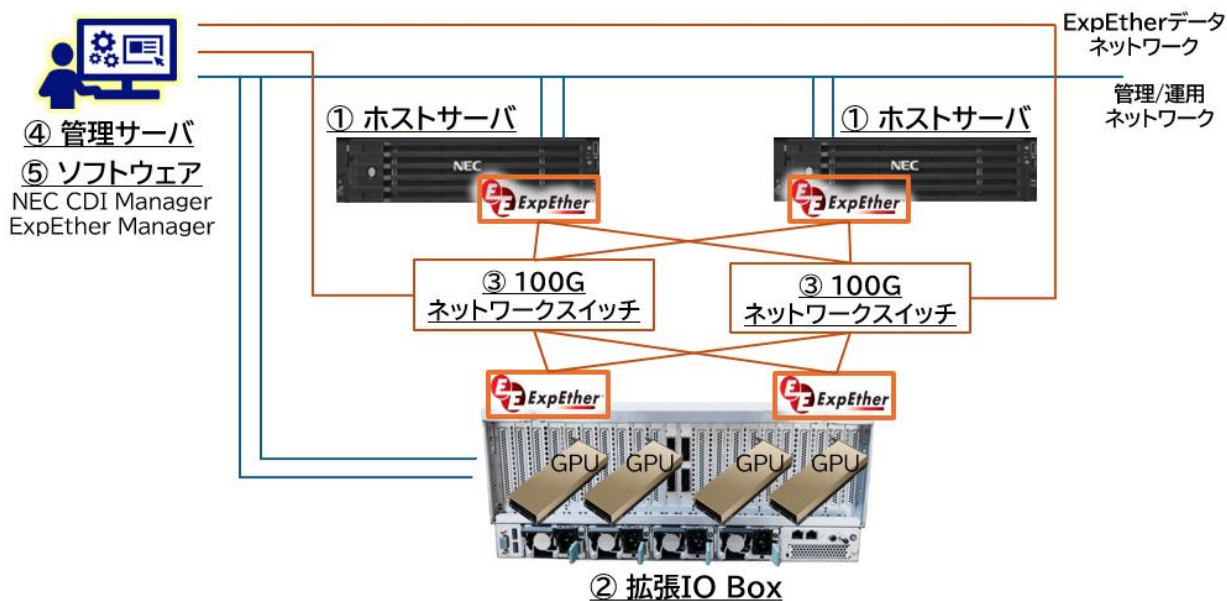 ExpEtherデータ
ネットワーク
管理/運用
ネットワーク
④ 管理サーバ
⑤ ソフトウェア
NEC CDI Manager
ExpEther Manager
① ホストサーバ
① ホストサーバ
NEC
NEC
EE ExpEther
EE ExpEther
③ 100G
ネットワークスイッチ
③ 100G
ネットワークスイッチ
EE ExpEther
EE ExpEther
GPU
GPU
GPU
GPU
② 拡張IO Box